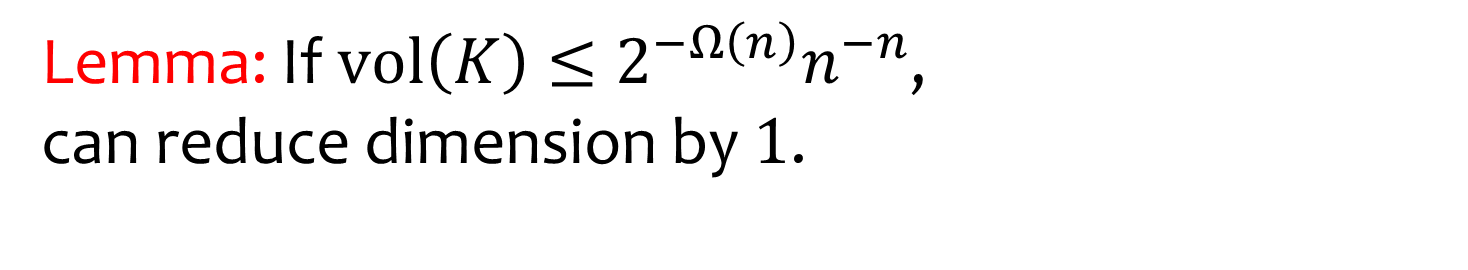 Lemma: If vol(K) ≤ 2^{-Ω(n)}n^{-n},
can reduce dimension by 1.